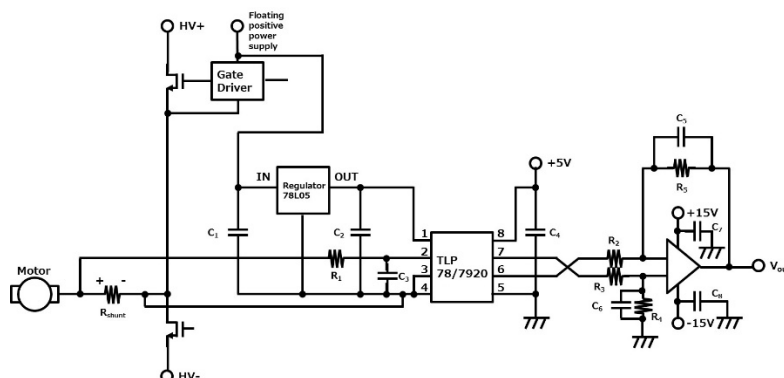 HV+
Floating
positive
power
supply
Gate
Driver
+5V
IN
OUT
Regulator
78L05
C₁
C₂
1
2
3
4
TLP
78/7920
8
7
6
5
C₄
R₁
C₃
Motor
+ -
Rshunt
HV-
C₅
R₅
+15V
C₇
R₂
R₃
C₆
R₄
C₈
-15V